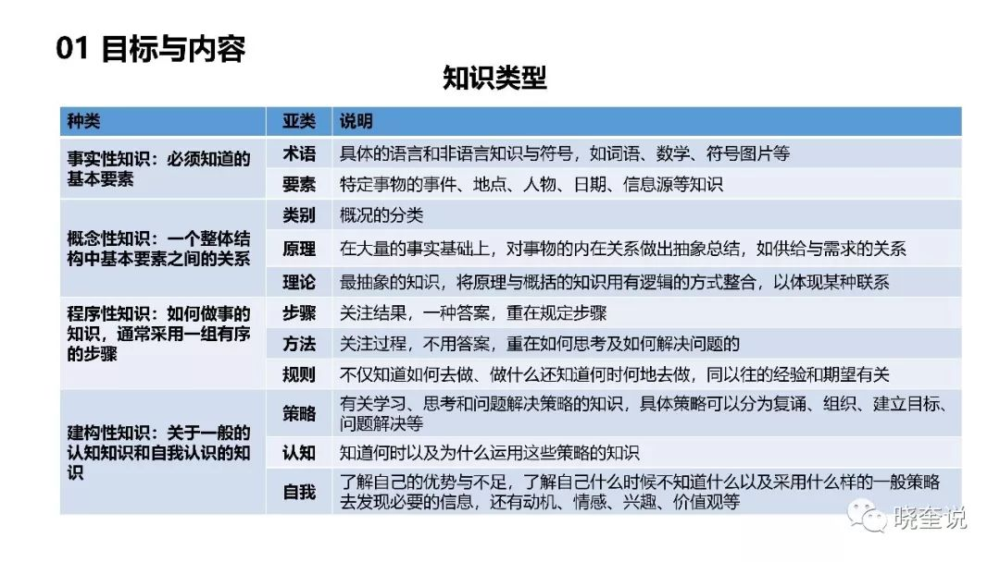 01 目标与内容
知识类型
种类 亚类 说明
事实性知识：必须知道的
基本要素
术语 具体的语言和非语言知识与符号，如词语、数学、符号图片等
要素 特定事物的事件、地点、人物、日期、信息源等知识
概念性知识：一个整体结
构中基本要素之间的关系
类别 概况的分类
原理 在大量的事实基础上，对事物的内在关系做出抽象总结，如供给与需求的关系
理论 最抽象的知识，将原理与概括的知识用有逻辑的方式整合，以体现某种联系
程序性知识：如何做事的
知识，通常采用一组有序
的步骤
步骤 关注结果，一种答案，重在规定步骤
方法 关注过程，不用答案，重在如何思考及如何解决问题的
规则 不仅知道如何去做、做什么还知道何时何地去做，同以往的经验和期望有关
建构性知识：关于一般的
认知知识和自我认识的知
识
策略 有关学习、思考和问题解决策略的知识，具体策略可以分为复诵、组织、建立目标、
问题解决等
认知 知道何时以及为什么运用这些策略的知识
自我 了解自己的优势与不足，了解自己什么时候不知道什么以及采用什么样的一般策略
去发现必要的信息，还有动机、情感、兴趣、价值观等
晓奎说